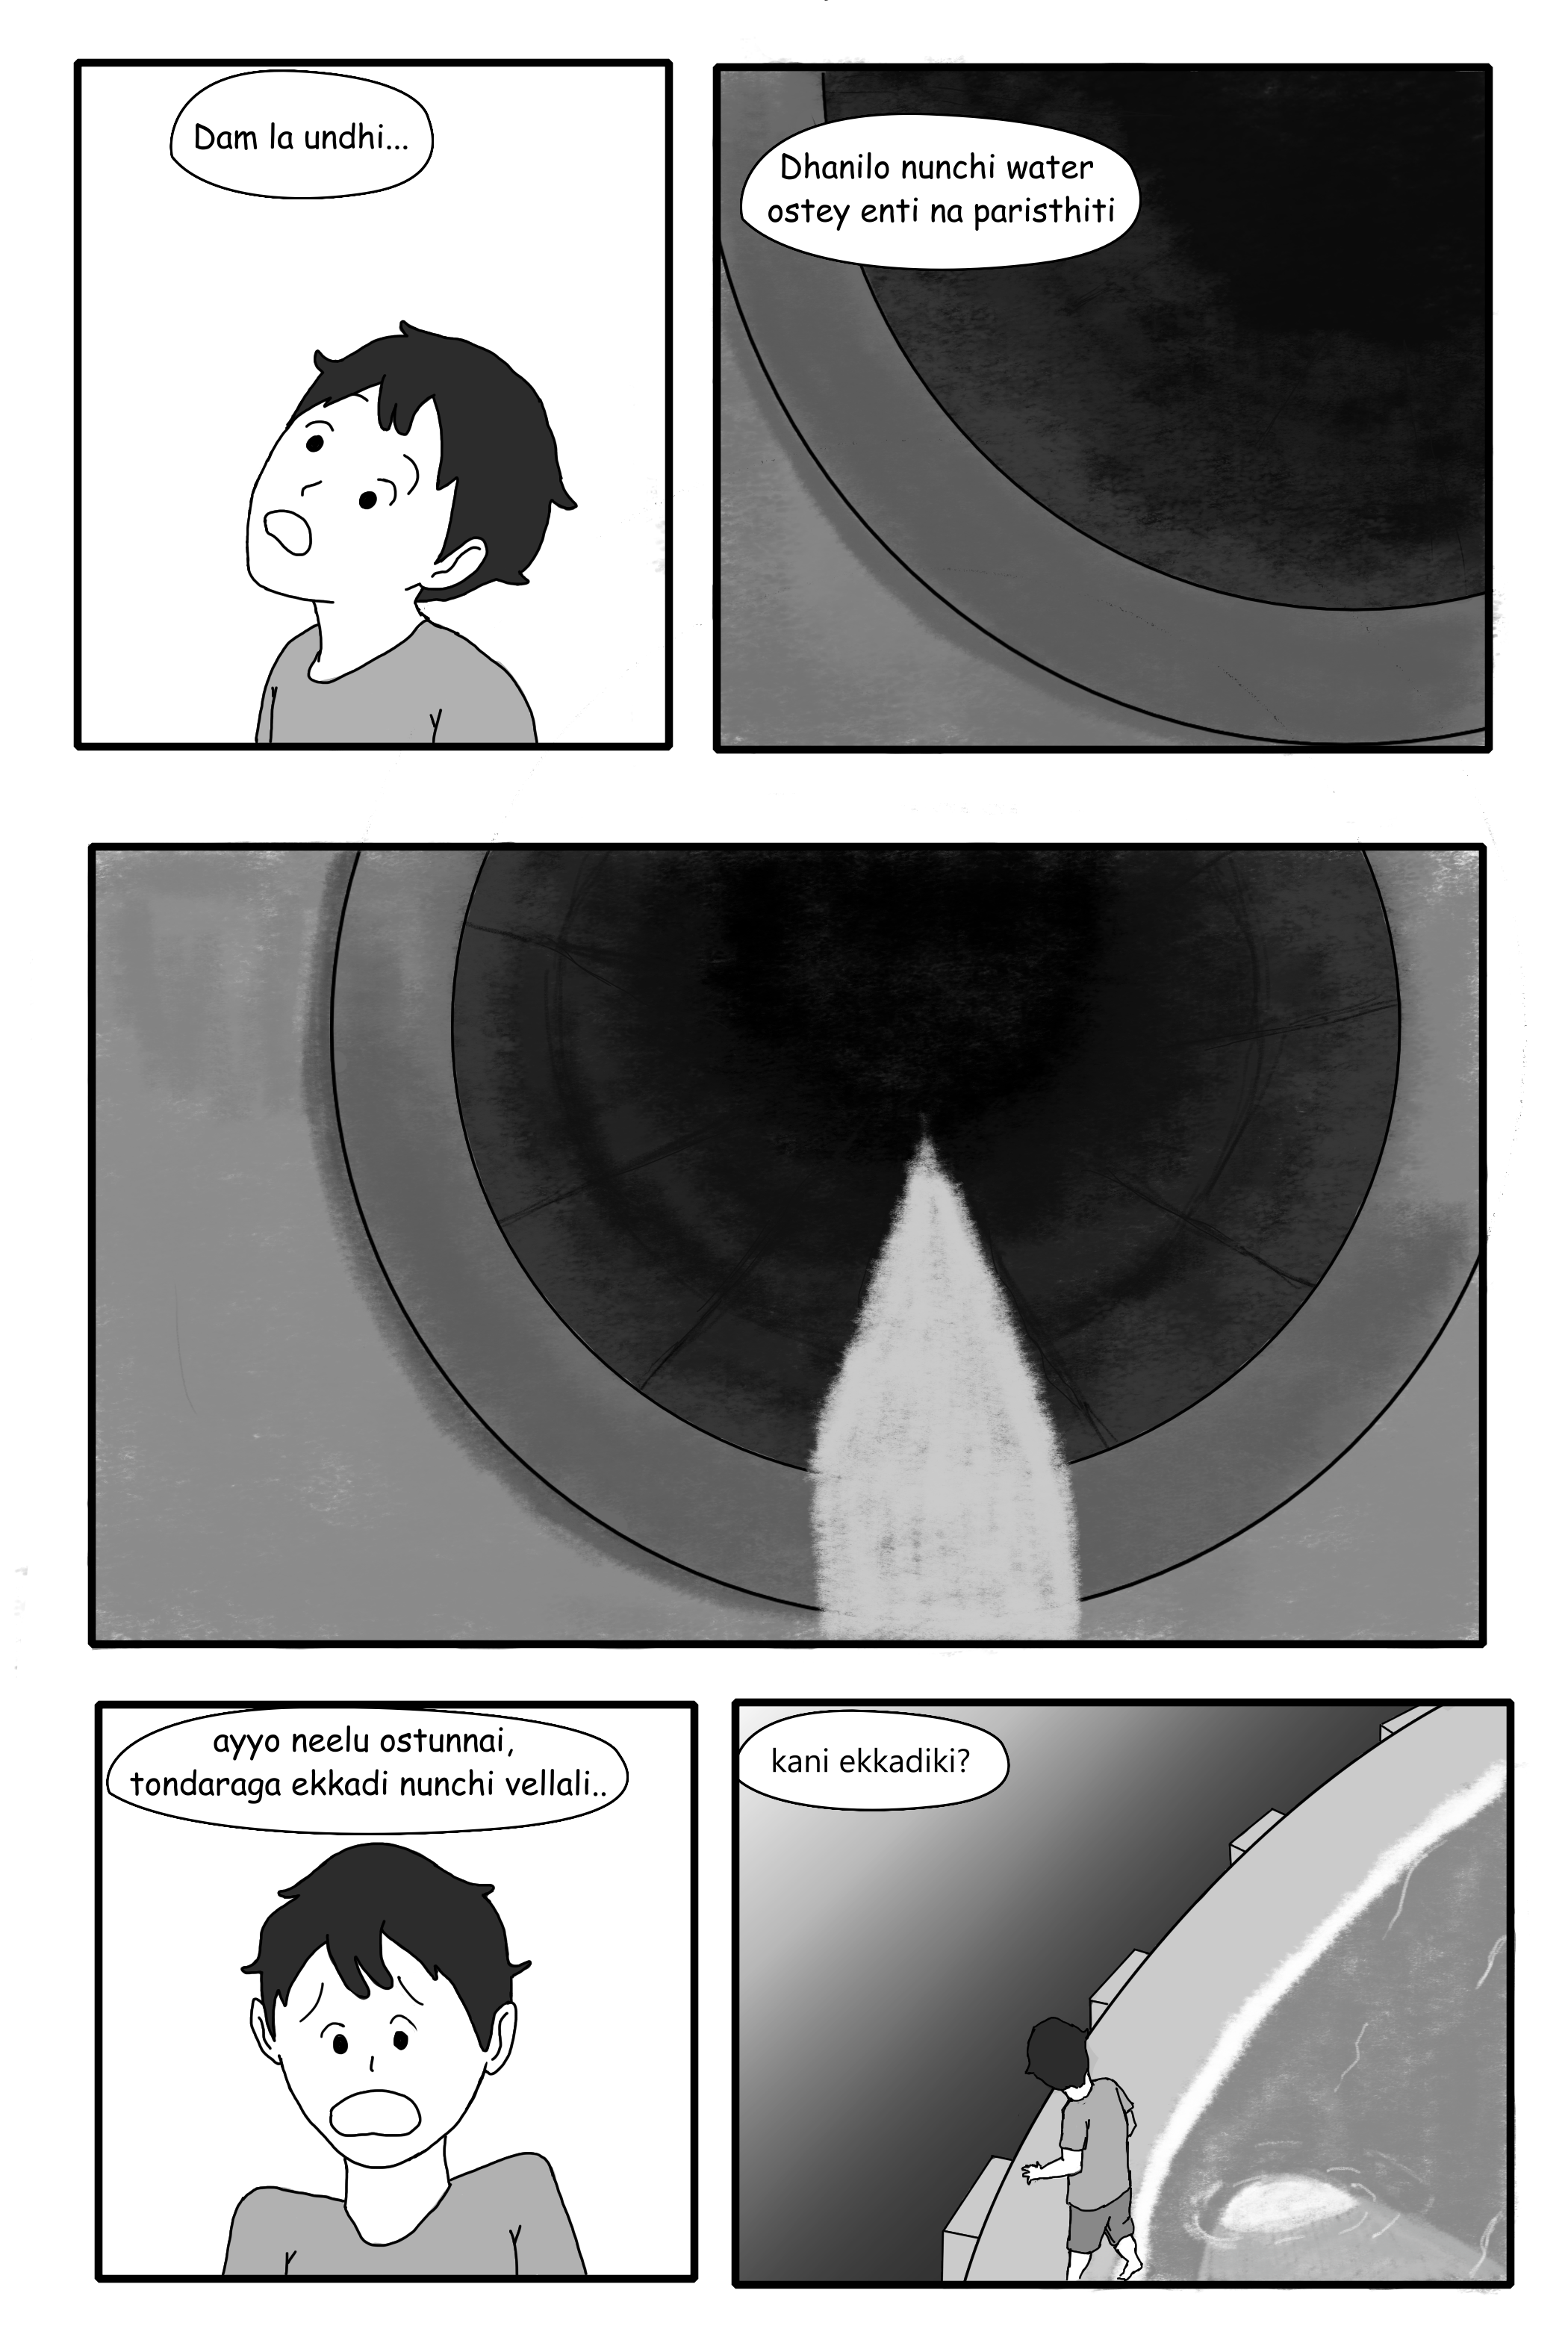 Dam la undhi...
Dhanilo nunchi water
ostey enti na paristhiti
ayyo neelu ostunnai,
tondaraga ekkadi nunchi vellali..
kani ekkadiki?